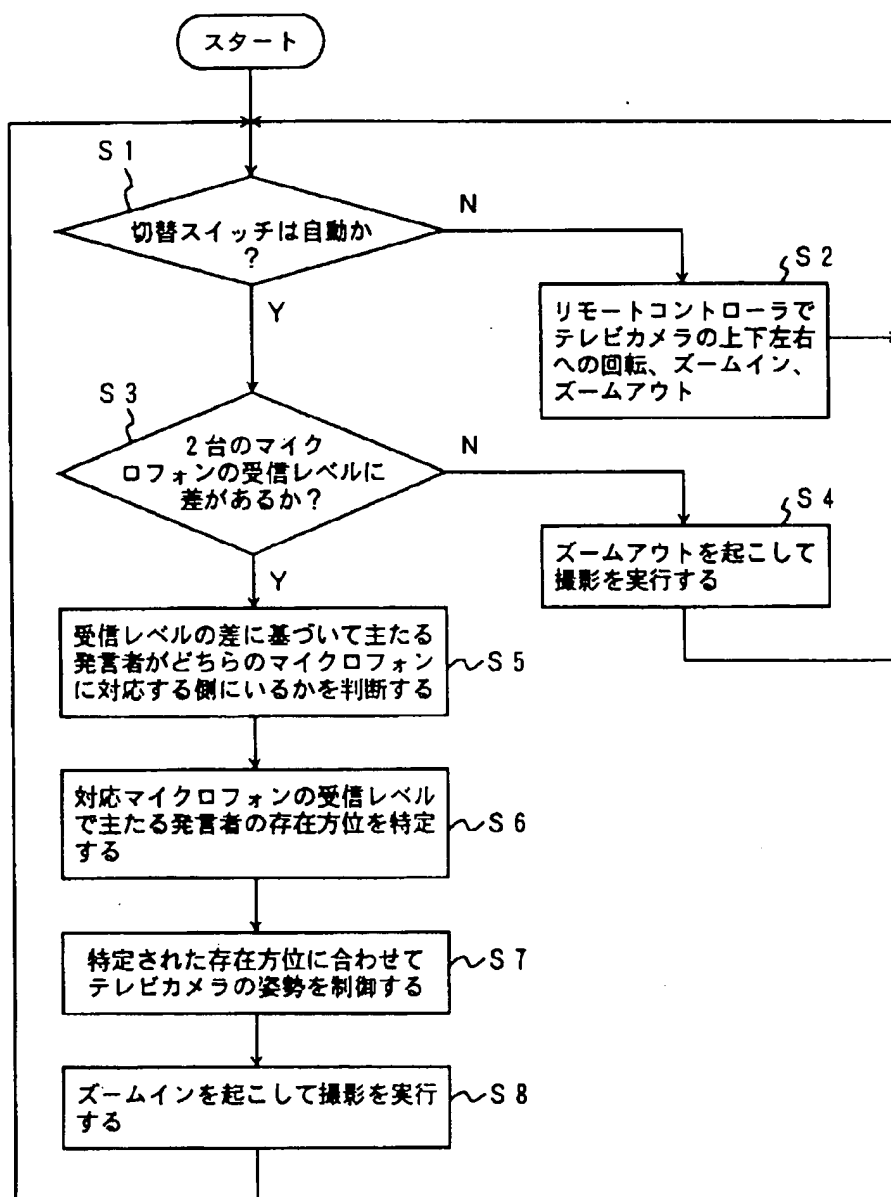 スタート
S1
切替スイッチは自動か
?
N
Y
S2
リモートコントローラで
テレビカメラの上下左右
への回転、ズームイン、
ズームアウト
S3
2台のマイク
ロフォンの受信レベルに
差があるか?
N
Y
S4
ズームアウトを起こして
撮影を実行する
受信レベルの差に基づいて主たる
発言者がどちらのマイクロフォン
に対応する側にいるかを判断する
S5
対応マイクロフォンの受信レベル
で主たる発言者の存在方位を特定
する
S6
特定された存在方位に合わせて
テレビカメラの姿勢を制御する
S7
ズームインを起こして撮影を実行
する
S8